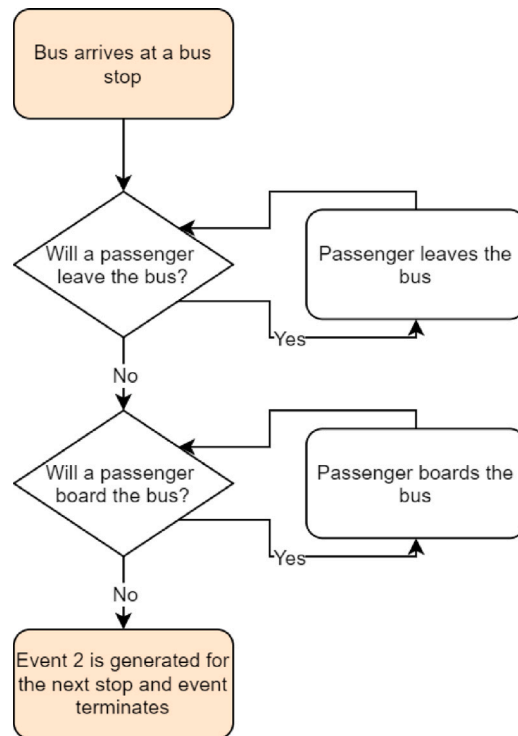 Bus arrives at a bus
stop
Will a passenger
leave the bus?
Passenger leaves the
bus
Yes
No
Will a passenger
board the bus?
Passenger boards the
bus
Yes
No
Event 2 is generated for
the next stop and event
terminates